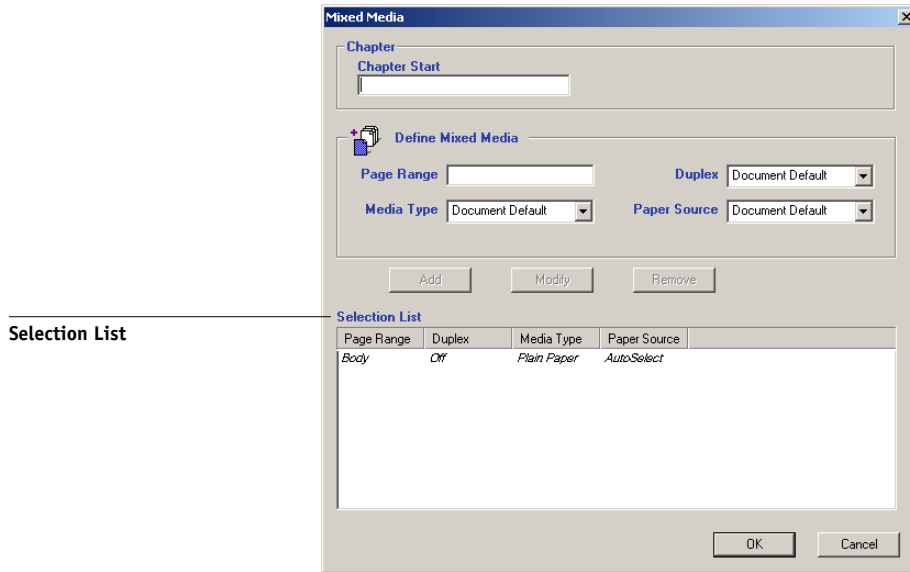 Mixed Media
Chapter
Chapter Start
Define Mixed Media
Page Range
Duplex Document Default
Media Type Document Default
Paper Source Document Default
Add Modify Remove
Selection List
Selection List
Page Range Duplex Media Type Paper Source
Body Off Plain Paper AutoSelect
OK Cancel